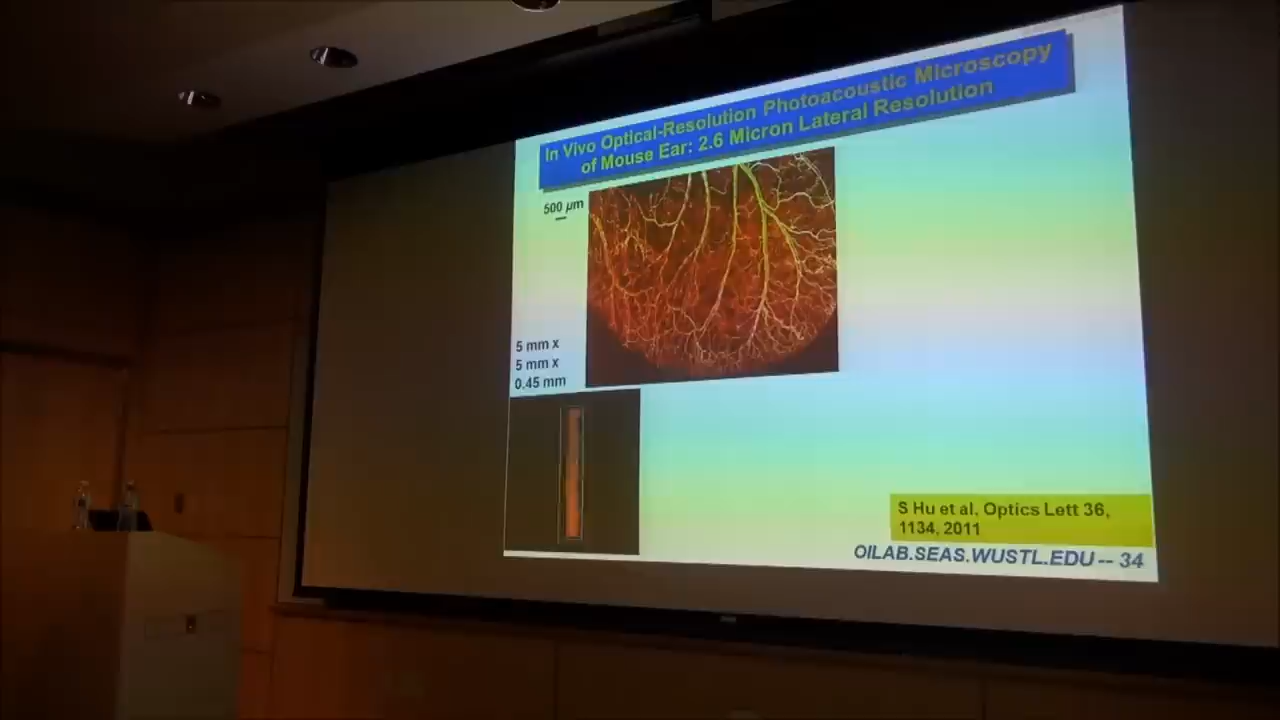 In Vivo Optical-Resolution Photoacoustic Microscopy
of Mouse Ear: 2.6 Micron Lateral Resolution
500 µm
5 mm x
5 mm x
0.45 mm
S Hu et al, Optics Lett 36,
1134, 2011
OILAB.SEAS.WUSTL.EDU -- 34